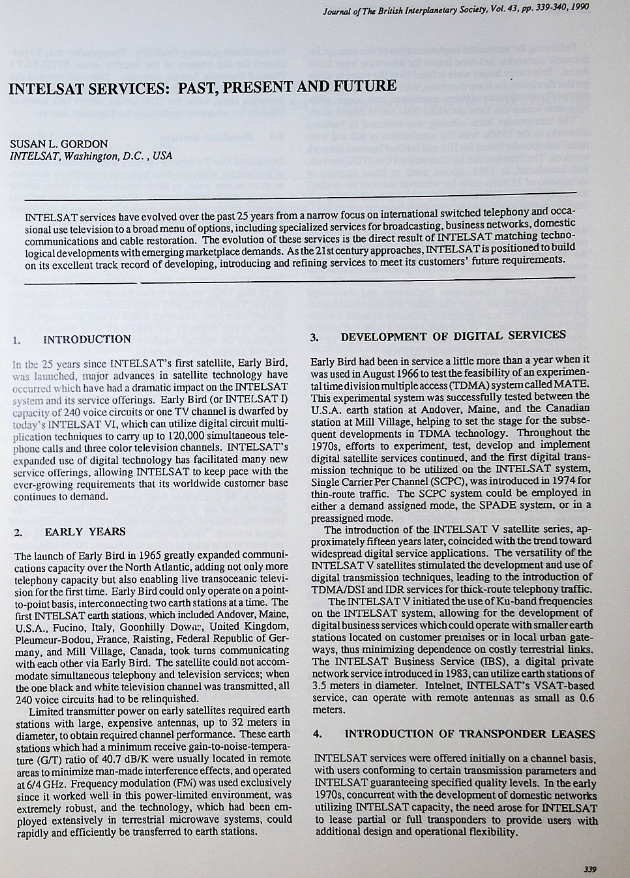 Journal of The British Interplanetary Society, Vol. 43, pp. 339-340, 1990
INTELSAT SERVICES: PAST, PRESENT AND FUTURE
SUSAN L. GORDON
INTELSAT, Washington, D.C. , USA
INTELSAT services have evolved over the past 25 years from a narrow focus on international switched telephony and occa-
sional use television to a broad menu of options, including specialized services for broadcasting, business networks, domestic
communications and cable restoration. The evolution of these services is the direct result of INTELSAT matching techno-
logical developments with emerging marketplace demands. As the 21st century approaches, INTELSAT is positioned to build
on its excellent track record of developing, introducing and refining services to meet its customers' future requirements.
1. INTRODUCTION
In the 25 years since INTELSAT's first satellite, Early Bird,
was launched, major advances in satellite technology have
occurred which have had a dramatic impact on the INTELSAT
system and its service offerings. Early Bird (or INTELSAT I)
capacity of 240 voice circuits or one TV channel is dwarfed by
today's INTELSAT VI, which can utilize digital circuit multi-
plication techniques to carry up to 120,000 simultaneous tele-
phone calls and three color television channels. INTELSAT's
expanded use of digital technology has facilitated many new
service offerings, allowing INTELSAT to keep pace with the
ever-growing requirements that its worldwide customer base
continues to demand.
2. EARLY YEARS
The launch of Early Bird in 1965 greatly expanded communi-
cations capacity over the North Atlantic, adding not only more
telephony capacity but also enabling live transoceanic televi-
sion for the first time. Early Bird could only operate on a point-
to-point basis, interconnecting two earth stations at a time. The
first INTELSAT earth stations, which included Andover, Maine,
U.S.A., Fucino, Italy, Goonhilly Downs, United Kingdom,
Pleumeur-Bodou, France, Raisting, Federal Republic of Ger-
many, and Mill Village, Canada, took turns communicating
with each other via Early Bird. The satellite could not accom-
modate simultaneous telephony and television services; when
the one black and white television channel was transmitted, all
240 voice circuits had to be relinquished.
Limited transmitter power on early satellites required earth
stations with large, expensive antennas, up to 32 meters in
diameter, to obtain required channel performance. These earth
stations which had a minimum receive gain-to-noise-tempera-
ture (G/T) ratio of 40.7 dB/K were usually located in remote
areas to minimize man-made interference effects, and operated
at 6/4 GHz. Frequency modulation (FM) was used exclusively
since it worked well in this power-limited environment, was
extremely robust, and the technology, which had been em-
ployed extensively in terrestrial microwave systems, could
rapidly and efficiently be transferred to earth stations.
3. DEVELOPMENT OF DIGITAL SERVICES
Early Bird had been in service a little more than a year when it
was used in August 1966 to test the feasibility of an experimen-
tal time division multiple access (TDMA) system called MATE.
This experimental system was successfully tested between the
U.S.A. earth station at Andover, Maine, and the Canadian
station at Mill Village, helping to set the stage for the subse-
quent developments in TDMA technology. Throughout the
1970s, efforts to experiment, test, develop and implement
digital satellite services continued, and the first digital trans-
mission technique to be utilized on the INTELSAT system,
Single Carrier Per Channel (SCPC), was introduced in 1974 for
thin-route traffic. The SCPC system could be employed in
either a demand assigned mode, the SPADE system, or in a
preassigned mode.
The introduction of the INTELSAT V satellite series, ap-
proximately fifteen years later, coincided with the trend toward
widespread digital service applications. The versatility of the
INTELSAT V satellites stimulated the development and use of
digital transmission techniques, leading to the introduction of
TDMA/DSI and IDR services for thick-route telephony traffic.
The INTELSAT V initiated the use of Ku-band frequencies
on the INTELSAT system, allowing for the development of
digital business services which could operate with smaller earth
stations located on customer premises or in local urban gate-
ways, thus minimizing dependence on costly terrestrial links.
The INTELSAT Business Service (IBS), a digital private
network service introduced in 1983, can utilize earth stations of
3.5 meters in diameter. Intelnet, INTELSAT's VSAT-based
service, can operate with remote antennas as small as 0.6
meters.
4. INTRODUCTION OF TRANSPONDER LEASES
INTELSAT services were offered initially on a channel basis,
with users conforming to certain transmission parameters and
INTELSAT guaranteeing specified quality levels. In the early
1970s, concurrent with the development of domestic networks
utilizing INTELSAT capacity, the need arose for INTELSAT
to lease partial or full transponders to provide users with
additional design and operational flexibility.
339